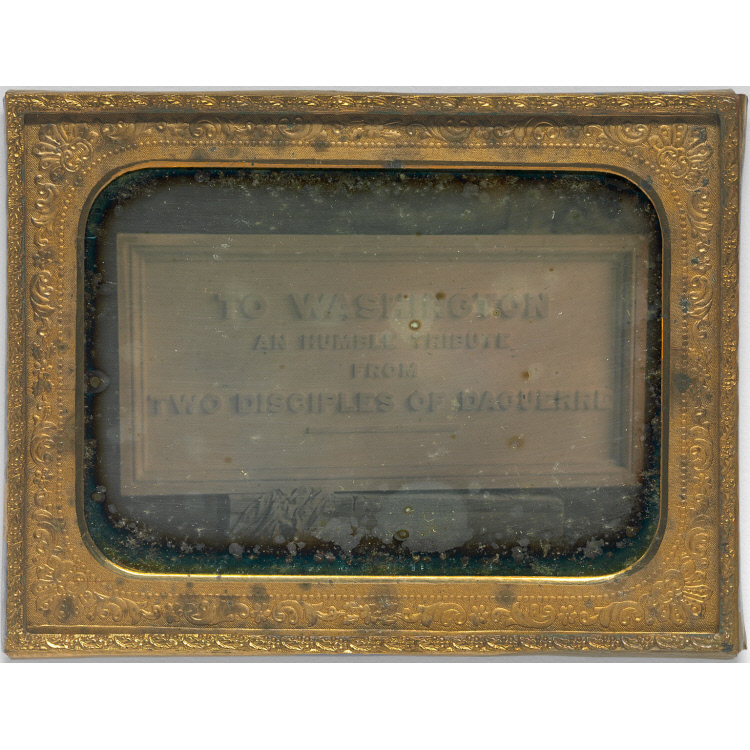 TO WASHINGTON
AN HUMBLE TRIBUTE
FROM
TWO DISCIPLES OF DAGUERRE